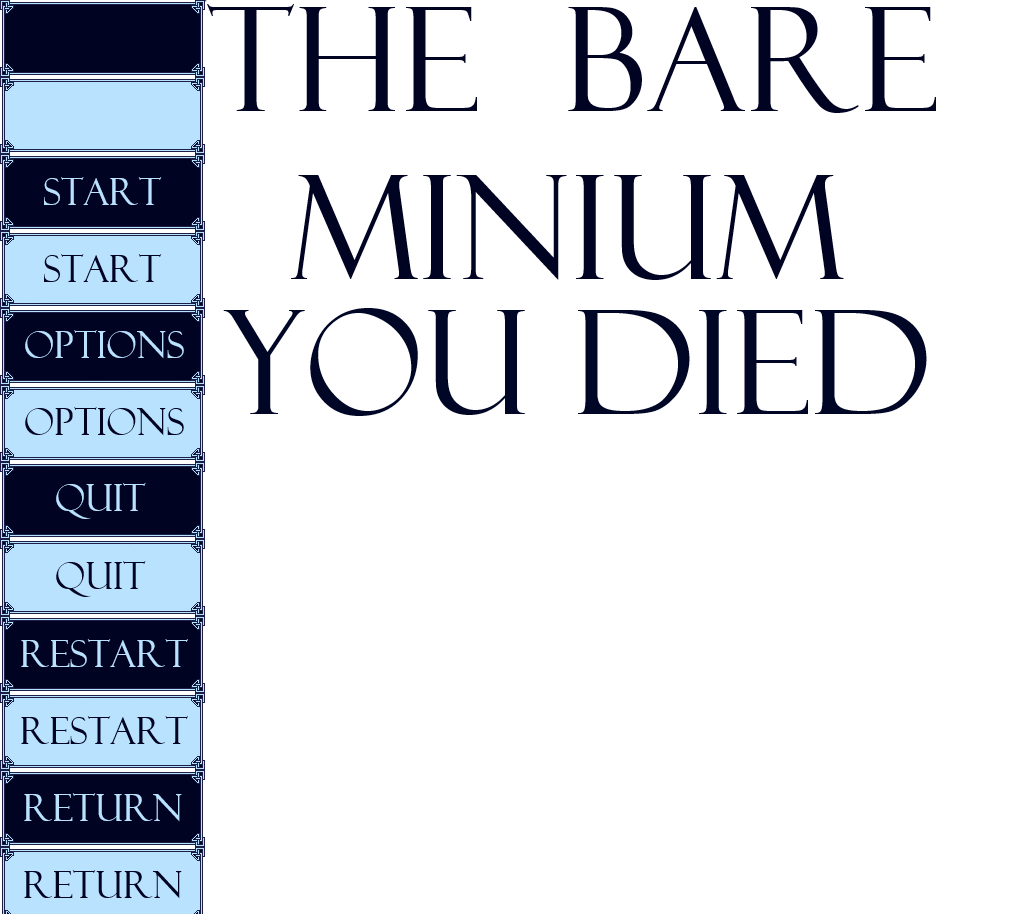 THE BARE
MINIUM
YOU DIED
START
START
OPTIONS
OPTIONS
QUIT
QUIT
RESTART
RESTART
RETURN
RETURN